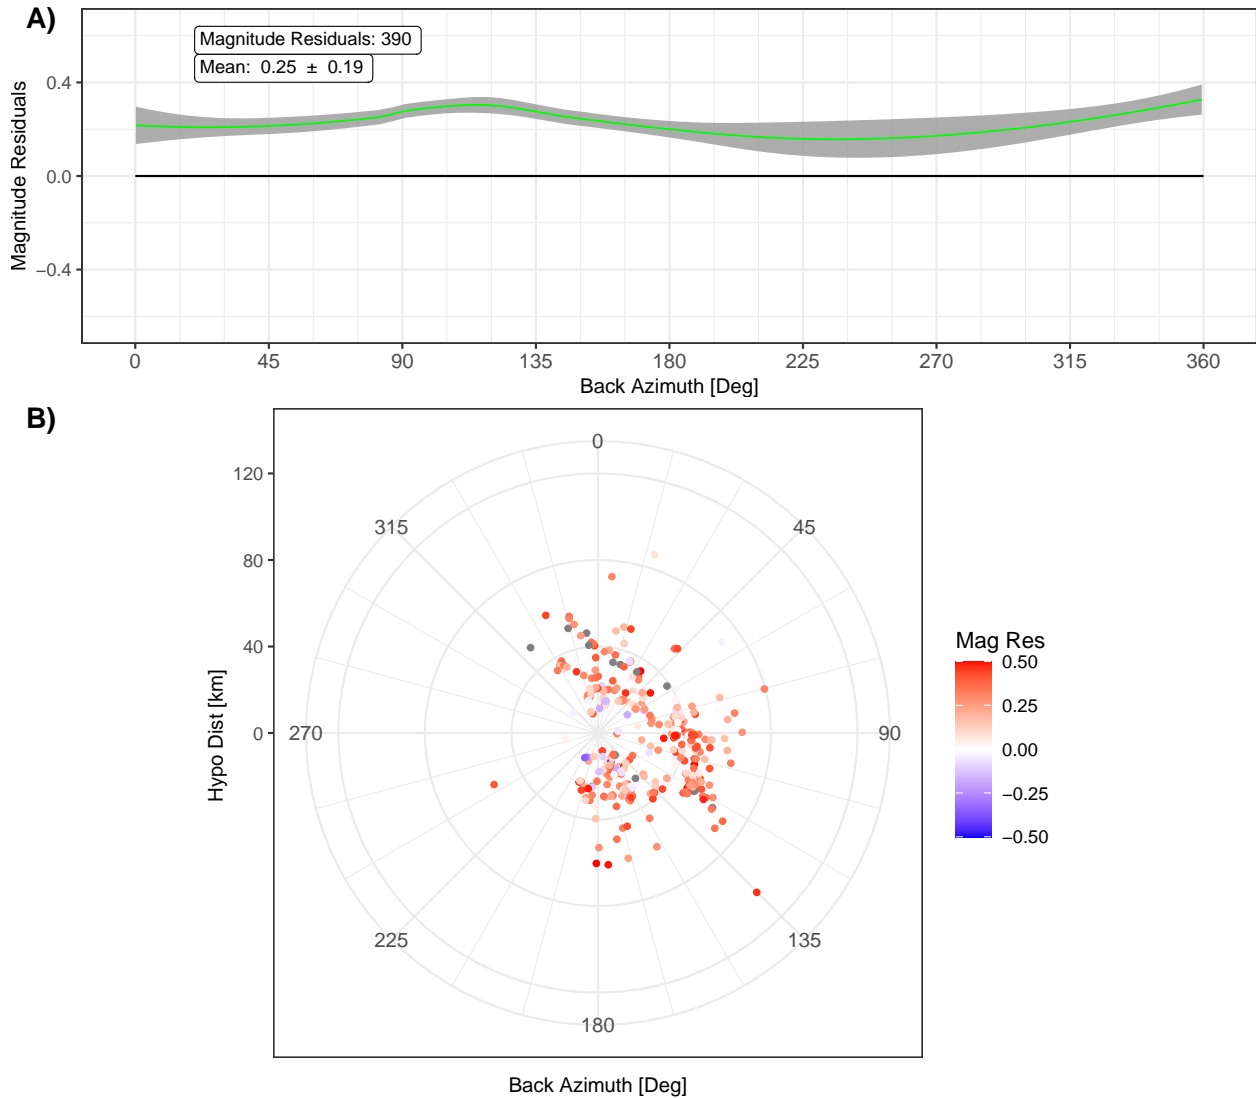 A)
Magnitude Residuals: 390
Mean: 0.25 ± 0.19
Magnitude Residuals
0.4
0.0
−0.4
0 45 90 135 180 225 270 315 360
Back Azimuth [Deg]
B)
Hypo Dist [km]
120
80
40
0
0
45
90
135
180
225
270
315
Back Azimuth [Deg]
Mag Res
0.50
0.25
0.00
−0.25
−0.50